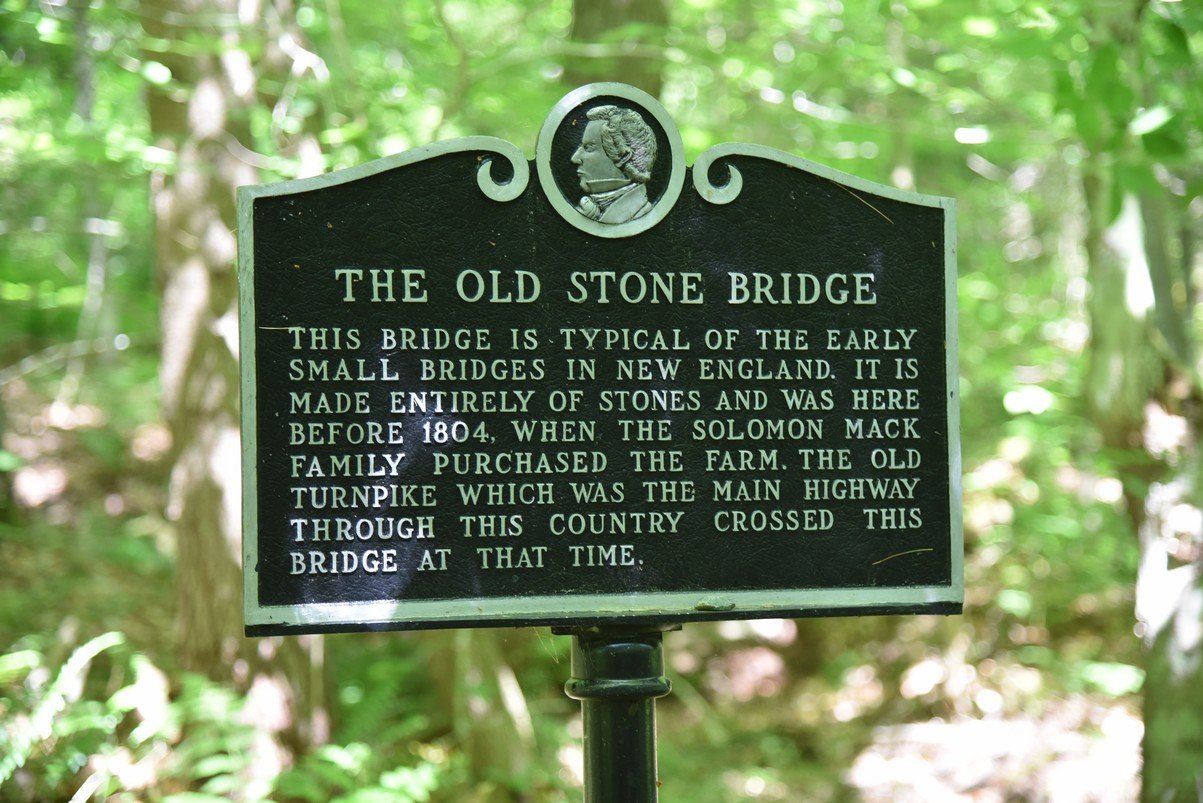 THE OLD STONE BRIDGE
THIS BRIDGE IS TYPICAL OF THE EARLY
SMALL BRIDGES IN NEW ENGLAND. IT IS
MADE ENTIRELY OF STONES AND WAS HERE
BEFORE 1804, WHEN THE SOLOMON MACK
FAMILY PURCHASED THE FARM. THE OLD
TURNPIKE WHICH WAS THE MAIN HIGHWAY
THROUGH THIS COUNTRY CROSSED THIS
BRIDGE AT THAT TIME.